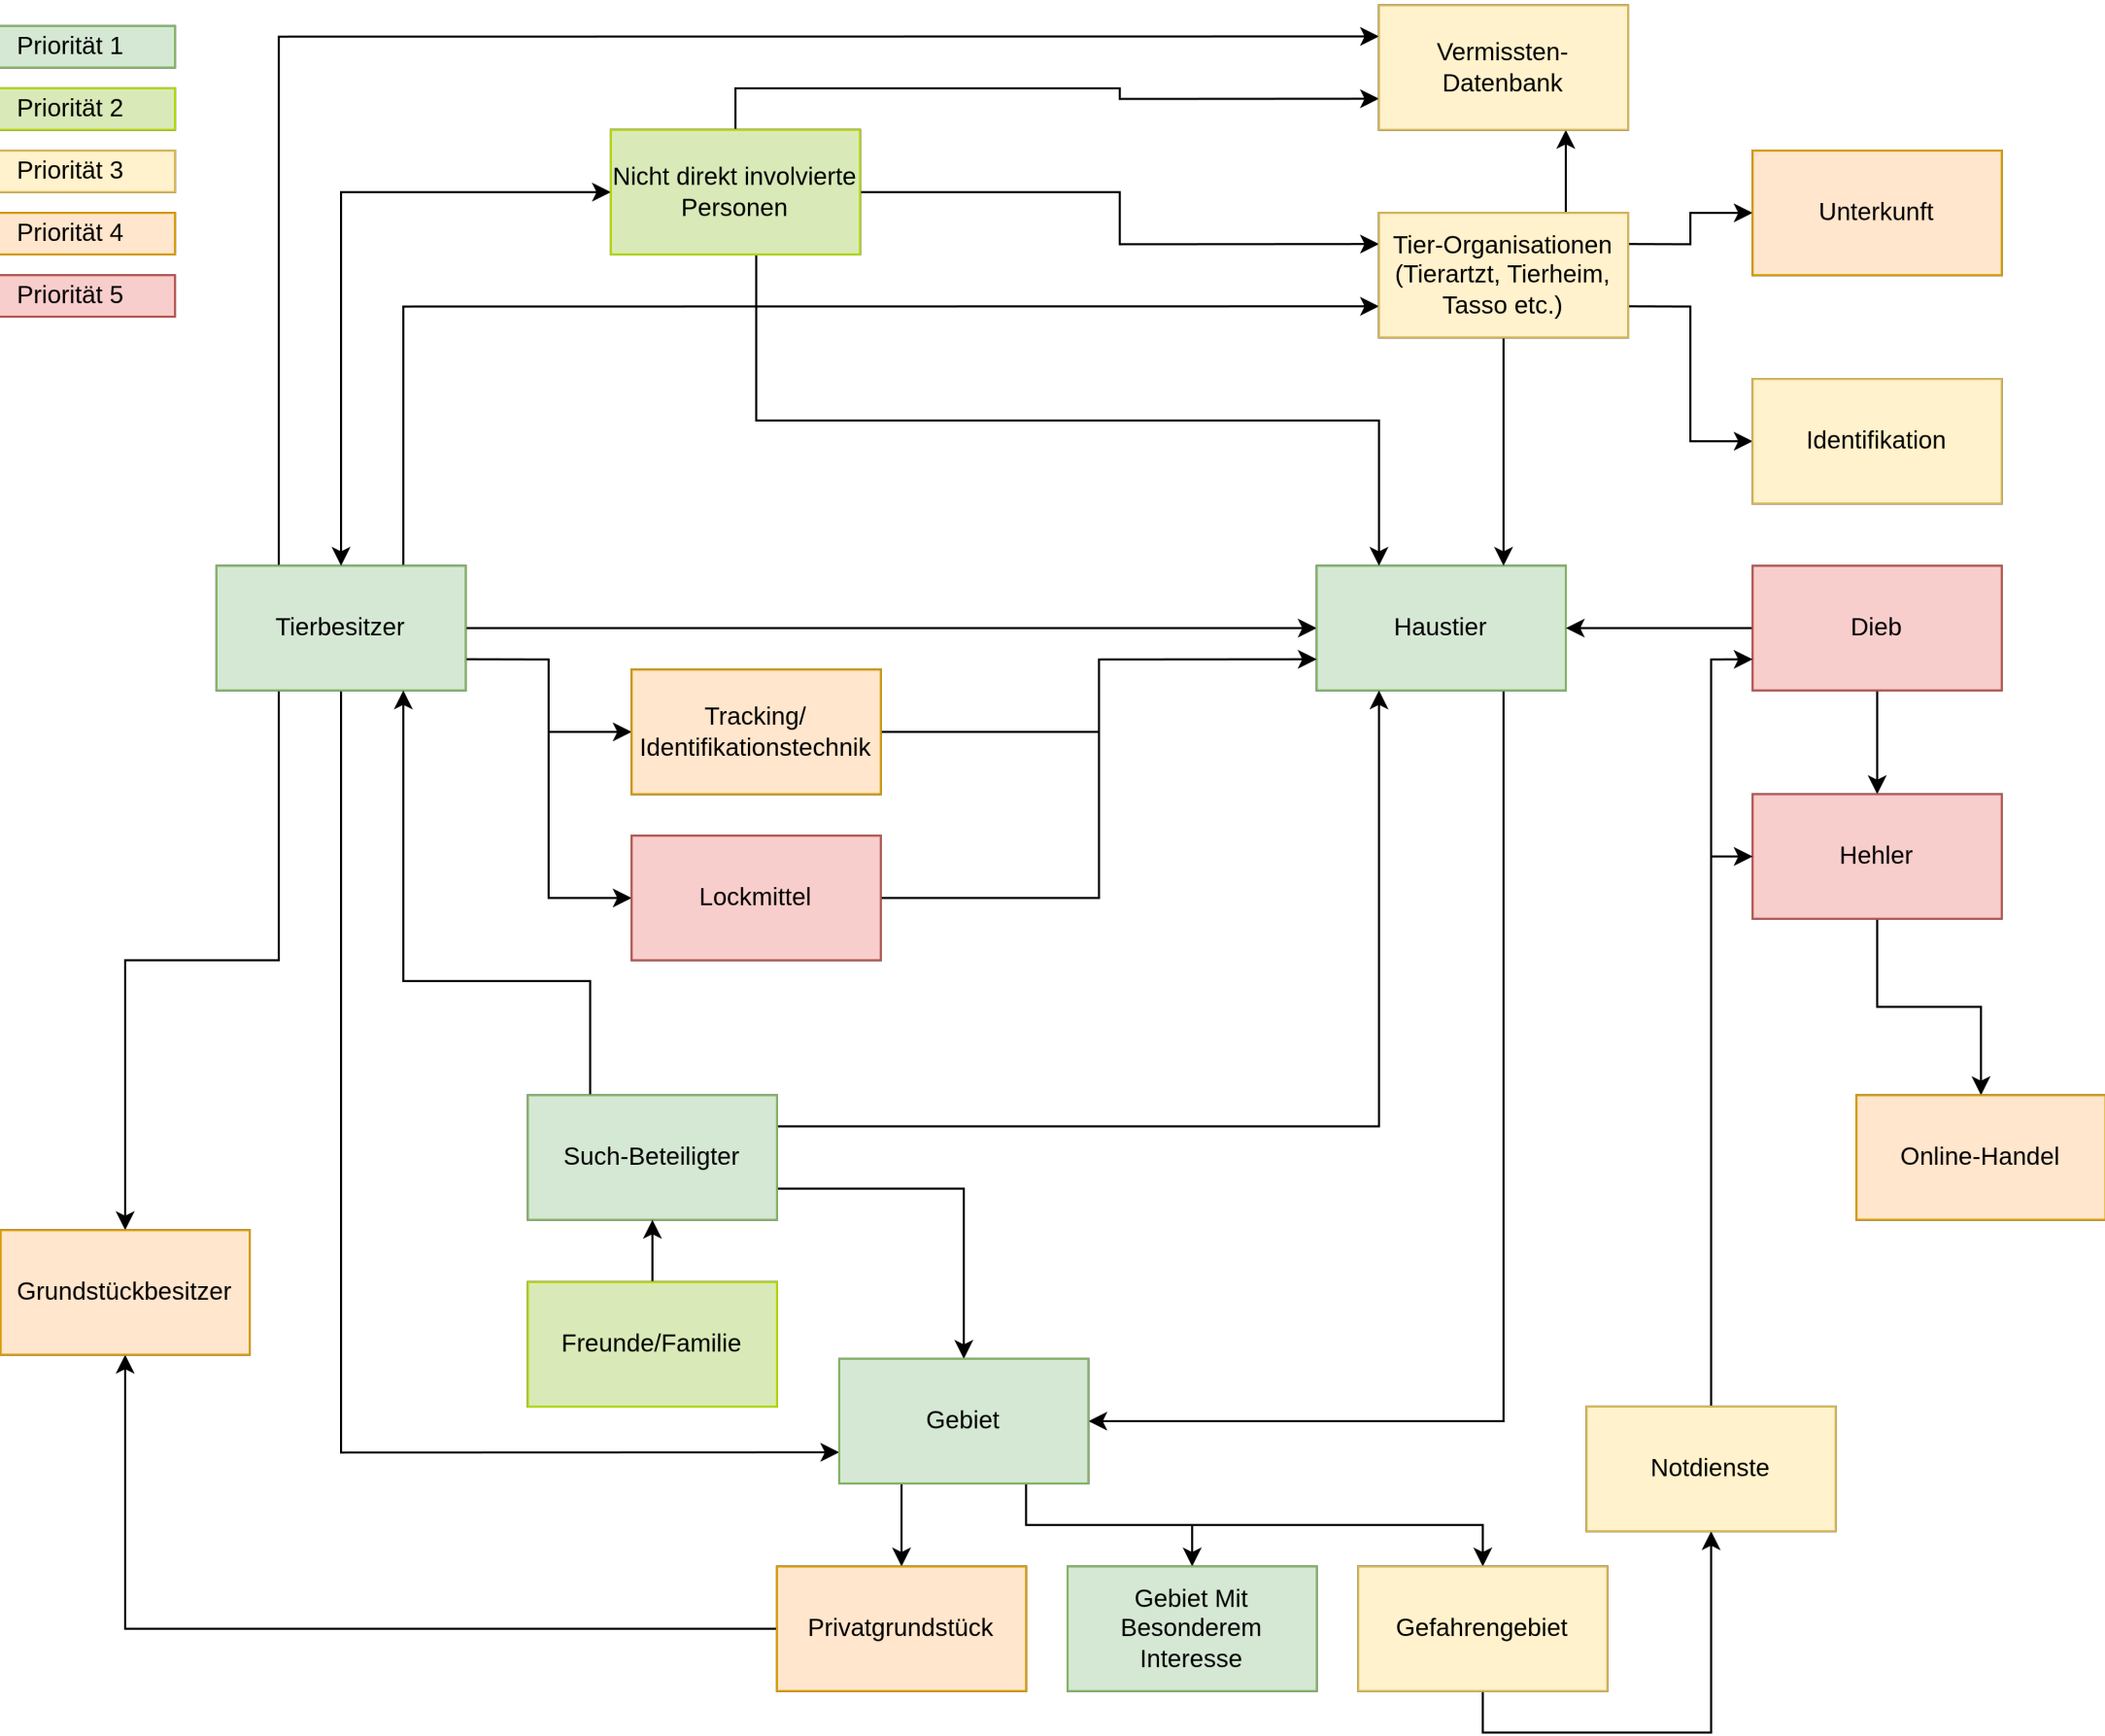 Priorität 1
Priorität 2
Priorität 3
Priorität 4
Priorität 5
Vermissten-
Datenbank
Nicht direkt involvierte
Personen
Unterkunft
Tier-Organisationen
(Tierartzt, Tierheim,
Tasso etc.)
Identifikation
Tierbesitzer
Haustier
Dieb
Tracking/
Identifikationstechnik
Hehler
Lockmittel
Such-Beteiligter
Online-Handel
Grundstückbesitzer
Freunde/Familie
Gebiet
Notdienste
Privatgrundstück
Gebiet Mit
Besonderem
Interesse
Gefahrengebiet